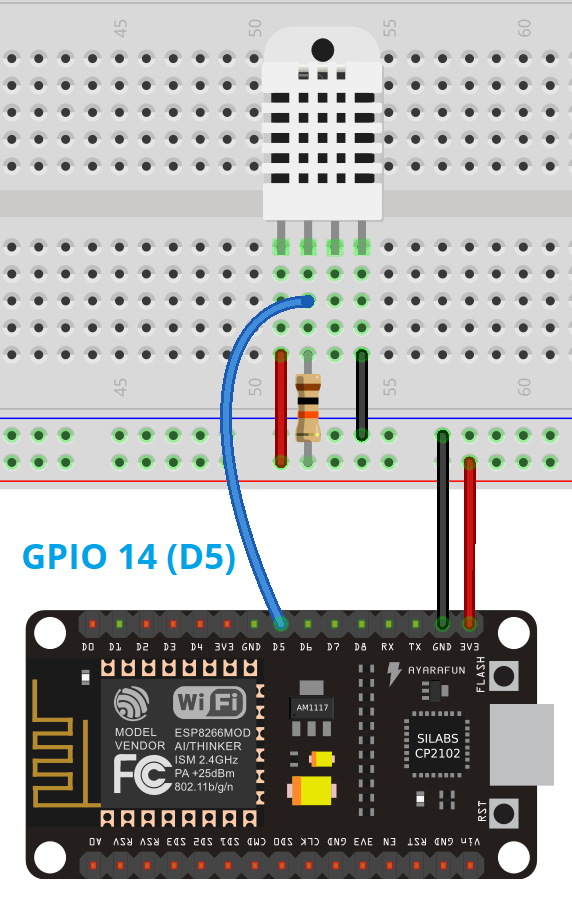 45
50
55
60
45
50
55
60
GPIO 14 (D5)
D0 D1 D2 D3 D4 3V3 GND D5 D6 D7 D8 RX TX GND 3V3
AYARAFUN
FLASH
WiFi
MODEL
VENDOR
ESP8266MOD
AI/THINKER
ISM 2.4GHz
PA +25dBm
802.11b/g/n
FC
AM1117
SILABS
CP2102
RST
A0 RSV RSV SD3 SD2 SD1 CMD SD0 CLK GND 3V3 EN RST GND Vin